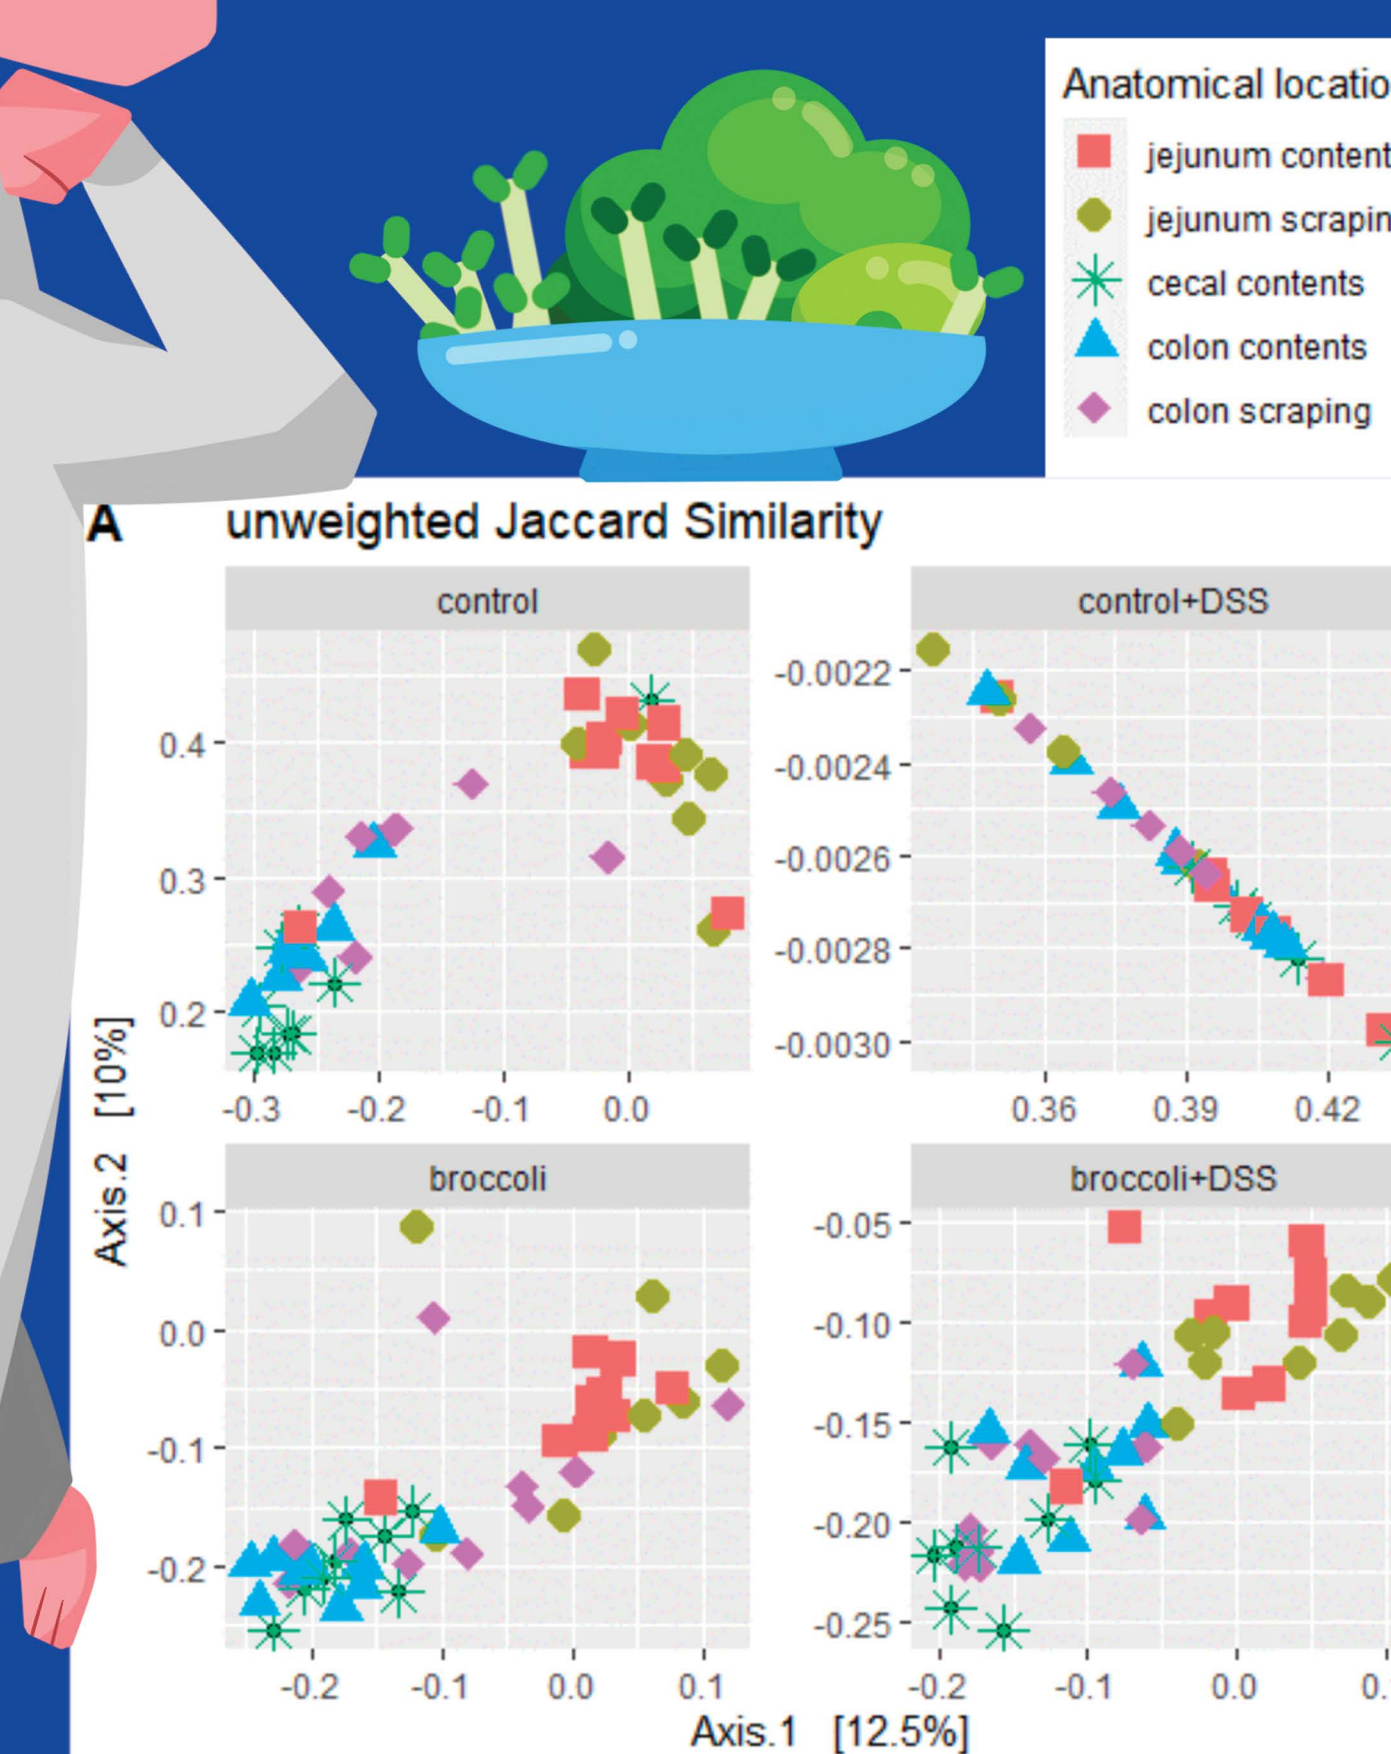 Anatomical locatio
jejunum content
jejunum scrapin
cecal contents
colon contents
colon scraping
A unweighted Jaccard Similarity
control
control+DSS
0.4
0.3
0.2
-0.3 -0.2 -0.1 0.0
-0.0022
-0.0024
-0.0026
-0.0028
-0.0030
0.36 0.39 0.42
Axis.2 [10%]
broccoli
broccoli+DSS
0.1
0.0
-0.1
-0.2
-0.2 -0.1 0.0 0.1
-0.05
-0.10
-0.15
-0.20
-0.25
-0.2 -0.1 0.0 0.
Axis.1 [12.5%]